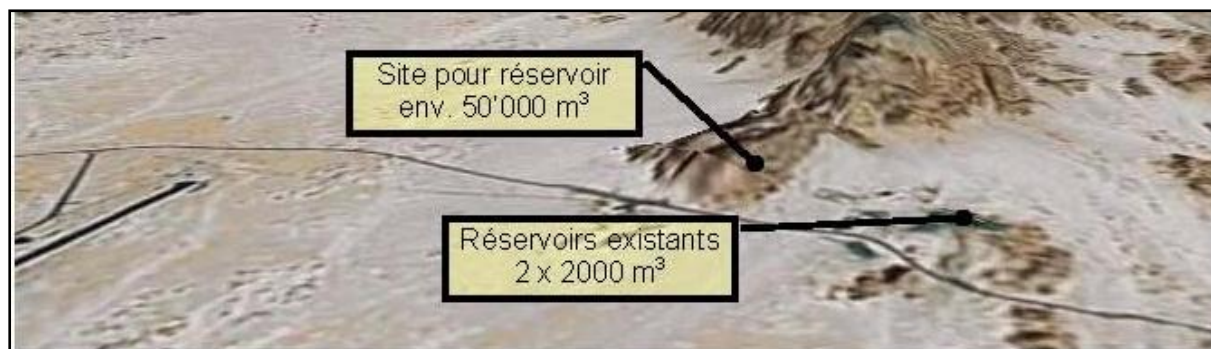 Site pour réservoir
env. 50'000 m³
Réservoirs existants
2 x 2000 m³